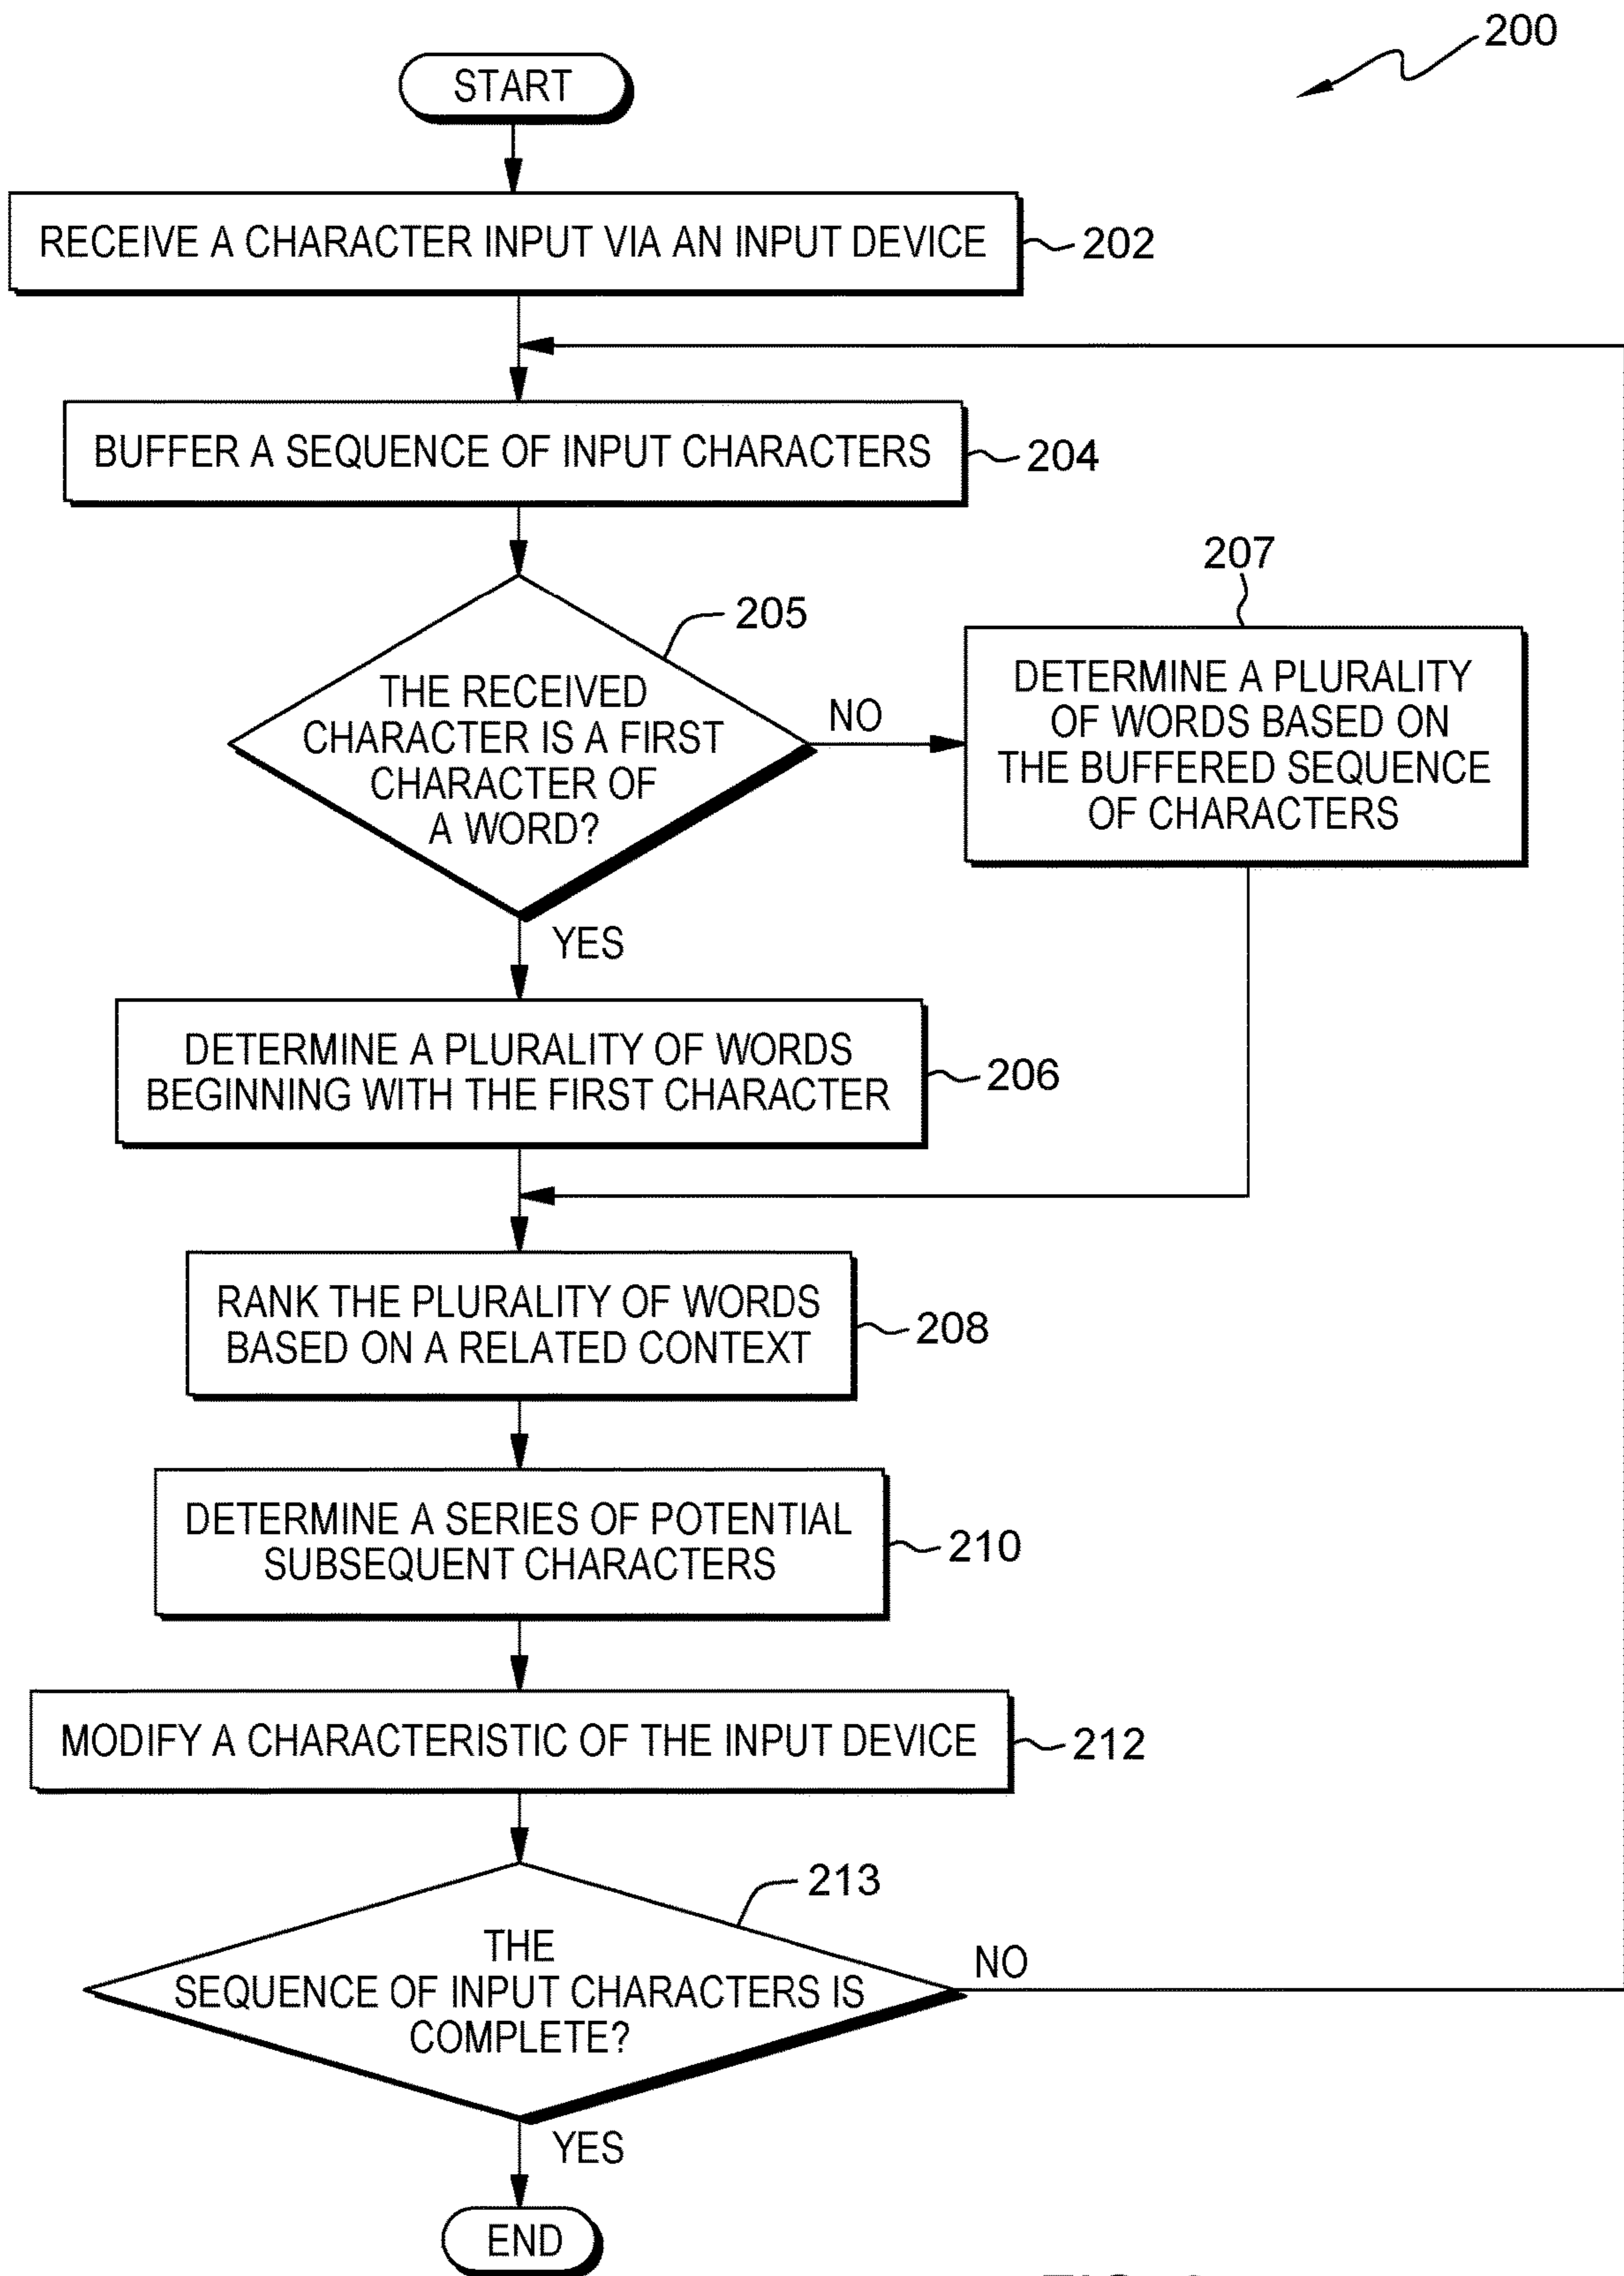 200
START
RECEIVE A CHARACTER INPUT VIA AN INPUT DEVICE
202
BUFFER A SEQUENCE OF INPUT CHARACTERS
204
205
THE RECEIVED
CHARACTER IS A FIRST
CHARACTER OF
A WORD?
NO
207
DETERMINE A PLURALITY
OF WORDS BASED ON
THE BUFFERED SEQUENCE
OF CHARACTERS
YES
DETERMINE A PLURALITY OF WORDS
BEGINNING WITH THE FIRST CHARACTER
206
RANK THE PLURALITY OF WORDS
BASED ON A RELATED CONTEXT
208
DETERMINE A SERIES OF POTENTIAL
SUBSEQUENT CHARACTERS
210
MODIFY A CHARACTERISTIC OF THE INPUT DEVICE
212
213
THE
SEQUENCE OF INPUT CHARACTERS IS
COMPLETE?
NO
YES
END